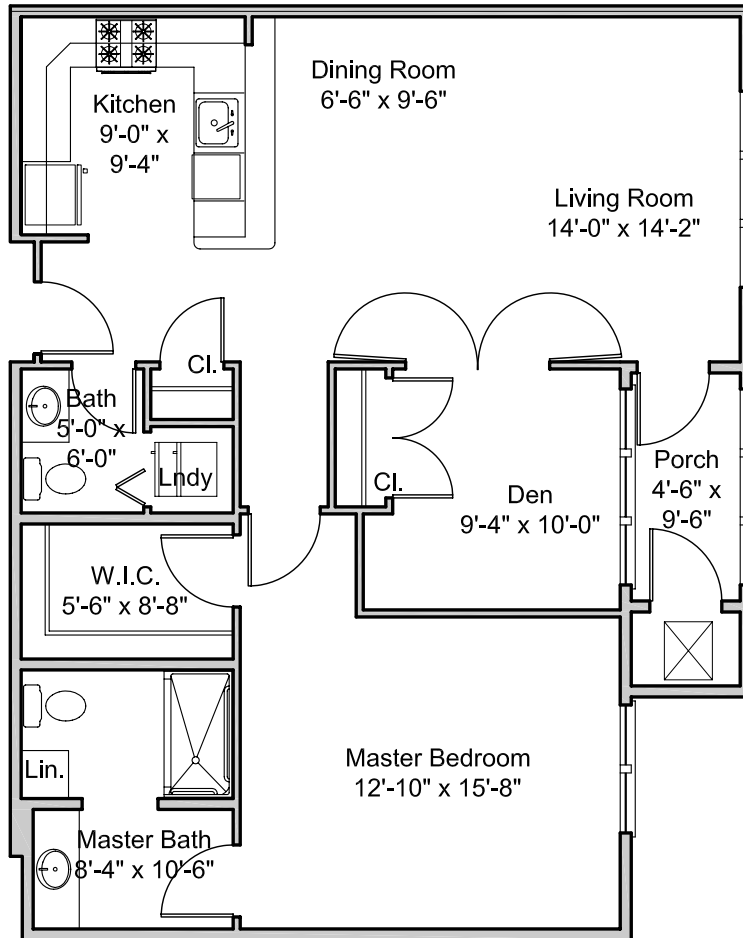 Dining Room
6'-6" x 9'-6"
Kitchen
9'-0" x
9'-4"
Living Room
14'-0" x 14'-2"
Cl.
Bath
5'-0" x
6'-0"
Lndy
Cl.
Den
9'-4" x 10'-0"
Porch
4'-6" x
9'-6"
W.I.C.
5'-6" x 8'-8"
Lin.
Master Bedroom
12'-10" x 15'-8"
Master Bath
8'-4" x 10'-6"